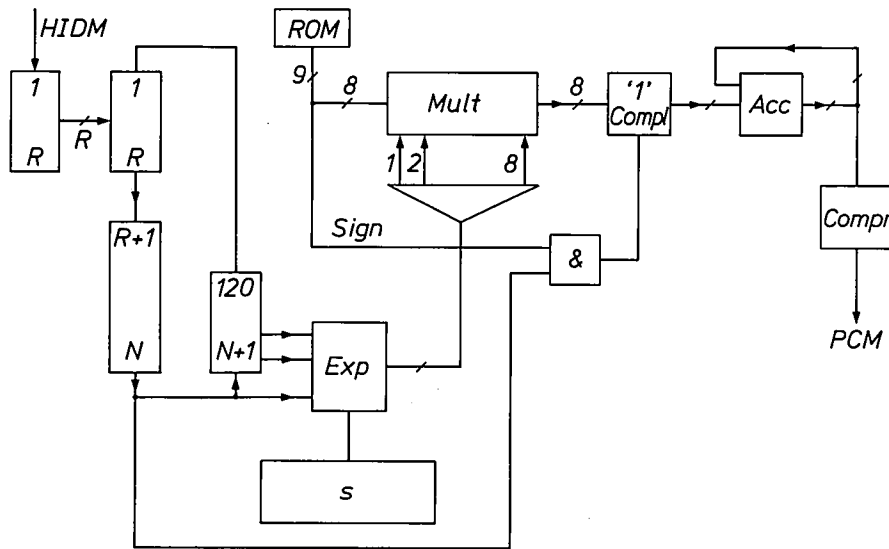 HIDM
1
R
R
1
R
R+1
N
120
N+1
Exp
s
ROM
9
8
Mult
8
1
2
8
Sign
&
'1'
Compl
Acc
Compr
PCM